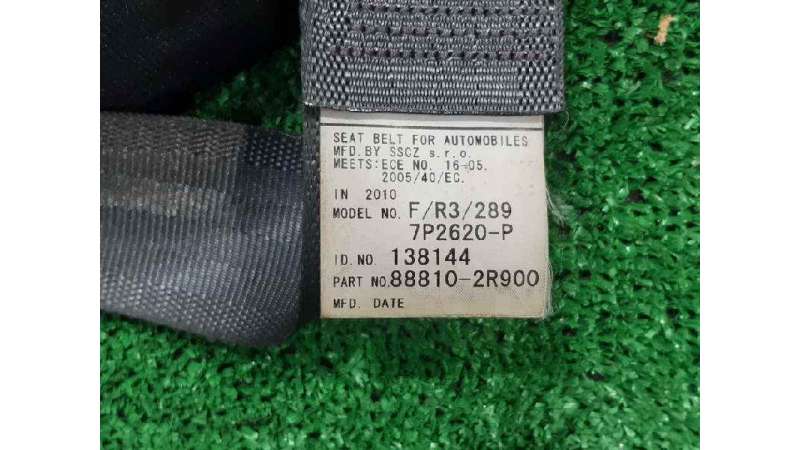 SEAT BELT FOR AUTOMOBILES
MFD.BY SSCZ s.r.o.
MEETS:ECE NO. 16-05.
2005/40/EC.
IN 2010
MODEL NO. F/R3/289
7P2620-P
ID.NO. 138144
PART NO.88810-2R900
MFD. DATE